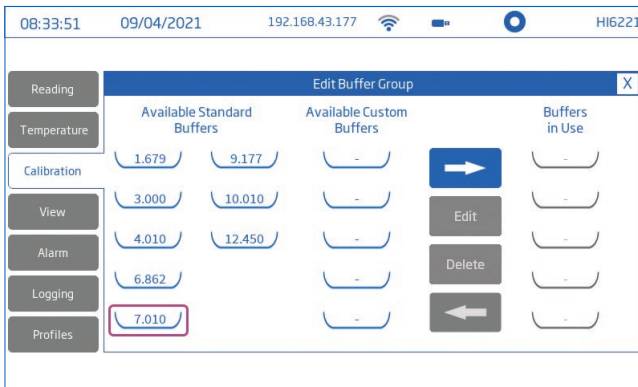 08:33:51 09/04/2021 192.168.43.177 HI6221
Edit Buffer Group X
Reading
Temperature
Calibration
View
Alarm
Logging
Profiles
Available Standard
Buffers
Available Custom
Buffers
Buffers
in Use
1.679 9.177 - -
3.000 10.010 - Edit -
4.010 12.450 - Delete -
6.862 - -
7.010 - -